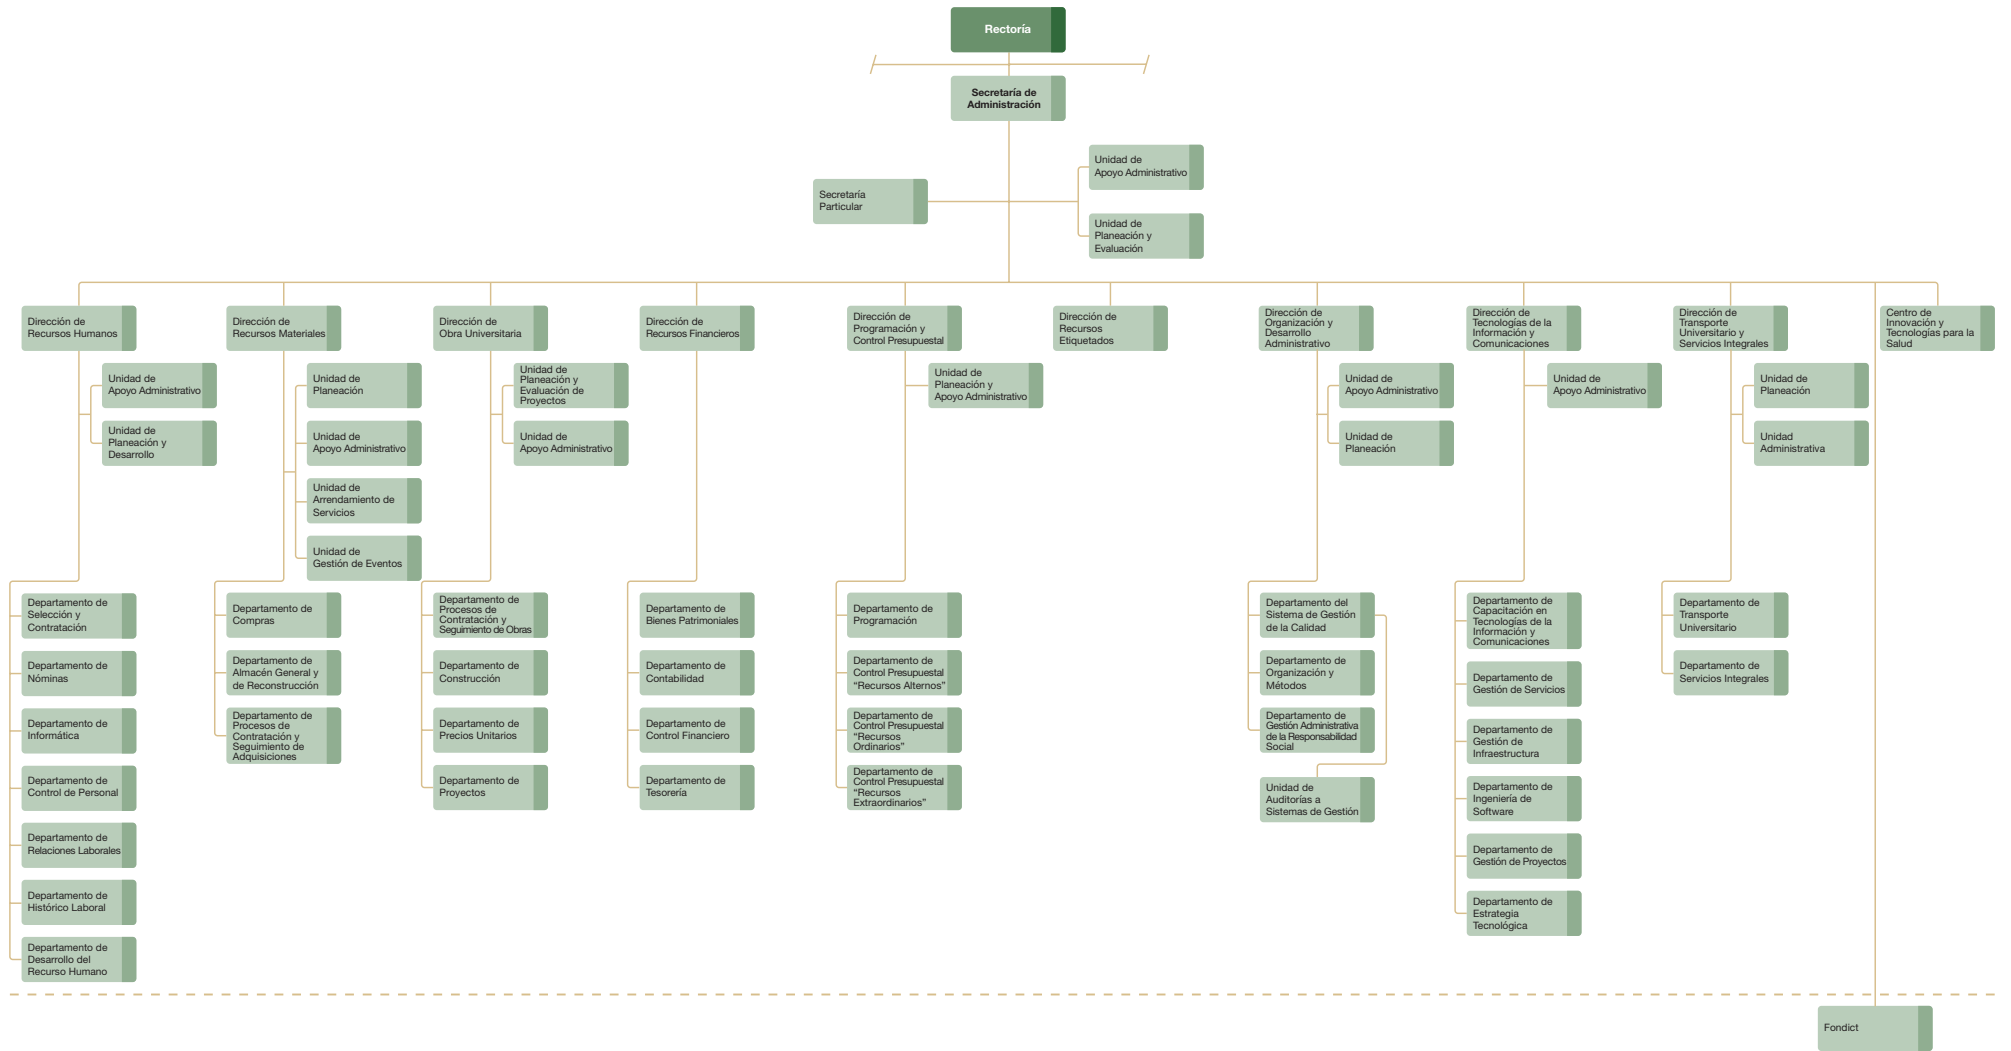 Rectoría
Secretaría de
Administración
Unidad de
Apoyo Administrativo
Secretaría
Particular
Unidad de
Planeación y
Evaluación
Dirección de
Recursos Humanos
Dirección de
Recursos Materiales
Dirección de
Obra Universitaria
Dirección de
Recursos Financieros
Dirección de
Programación y
Control Presupuestal
Dirección de
Recursos
Etiquetados
Dirección de
Organización y
Desarrollo
Administrativo
Dirección de
Tecnologías de la
Información y
Comunicaciones
Dirección de
Transporte
Universitario y
Servicios Integrales
Centro de
Innovación y
Tecnologías para la
Salud
Unidad de
Apoyo Administrativo
Unidad de
Planeación y
Desarrollo
Unidad de
Planeación
Unidad de
Apoyo Administrativo
Unidad de
Arrendamiento de
Servicios
Unidad de
Gestión de Eventos
Unidad de
Planeación y
Evaluación de
Proyectos
Unidad de
Apoyo Administrativo
Unidad de
Planeación y
Apoyo Administrativo
Unidad de
Apoyo Administrativo
Unidad de
Planeación
Unidad de
Apoyo Administrativo
Unidad de
Planeación
Unidad
Administrativa
Departamento de
Selección y
Contratación
Departamento de
Nóminas
Departamento de
Informática
Departamento de
Control de Personal
Departamento de
Relaciones Laborales
Departamento de
Histórico Laboral
Departamento de
Desarrollo del
Recurso Humano
Departamento de
Compras
Departamento de
Almacén General y
de Reconstrucción
Departamento de
Procesos de
Contratación y
Seguimiento de
Adquisiciones
Departamento de
Procesos de
Contratación y
Seguimiento de Obras
Departamento de
Construcción
Departamento de
Precios Unitarios
Departamento de
Proyectos
Departamento de
Bienes Patrimoniales
Departamento de
Contabilidad
Departamento de
Control Financiero
Departamento de
Tesorería
Departamento de
Programación
Departamento de
Control Presupuestal
“Recursos Alternos”
Departamento de
Control Presupuestal
“Recursos
Ordinarios”
Departamento de
Control Presupuestal
“Recursos
Extraordinarios”
Departamento del
Sistema de Gestión
de la Calidad
Departamento de
Organización y
Métodos
Departamento de
Gestión Administrativa
de la Responsabilidad
Social
Unidad de
Auditorías a
Sistemas de Gestión
Departamento de
Capacitación en
Tecnologías de la
Información y
Comunicaciones
Departamento de
Gestión de Servicios
Departamento de
Gestión de
Infraestructura
Departamento de
Ingeniería de
Software
Departamento de
Gestión de Proyectos
Departamento de
Estrategia
Tecnológica
Departamento de
Transporte
Universitario
Departamento de
Servicios Integrales
Fondict